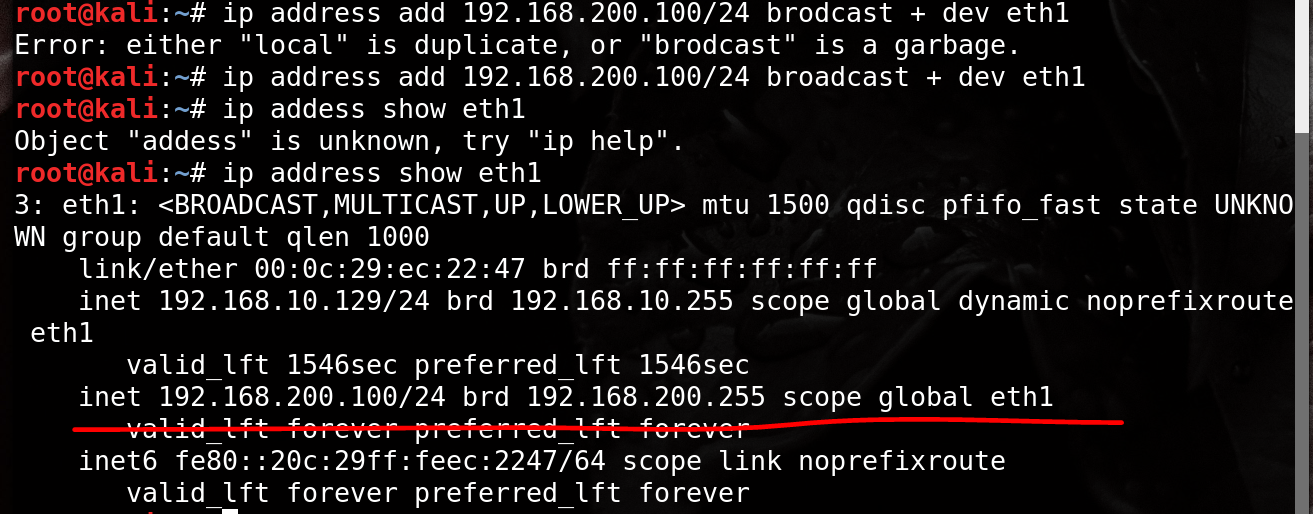 root@kali:~# ip address add 192.168.200.100/24 brodcast + dev eth1
Error: either "local" is duplicate, or "brodcast" is a garbage.
root@kali:~# ip address add 192.168.200.100/24 broadcast + dev eth1
root@kali:~# ip addess show eth1
Object "addess" is unknown, try "ip help".
root@kali:~# ip address show eth1
3: eth1: <BROADCAST,MULTICAST,UP,LOWER_UP> mtu 1500 qdisc pfifo_fast state UNKNO
WN group default qlen 1000
    link/ether 00:0c:29:ec:22:47 brd ff:ff:ff:ff:ff:ff
    inet 192.168.10.129/24 brd 192.168.10.255 scope global dynamic noprefixroute
 eth1
       valid_lft 1546sec preferred_lft 1546sec
    inet 192.168.200.100/24 brd 192.168.200.255 scope global eth1
       valid_lft forever preferred_lft forever
    inet6 fe80::20c:29ff:feec:2247/64 scope link noprefixroute
       valid_lft forever preferred_lft forever